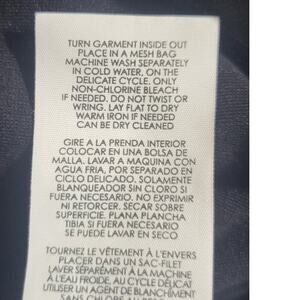 TURN GARMENT INSIDE OUT
PLACE IN A MESH BAG
MACHINE WASH SEPARATELY
IN COLD WATER, ON THE
DELICATE CYCLE. ONLY
NON-CHLORINE BLEACH
IF NEEDED. DO NOT TWIST OR
WRING. LAY FLAT TO DRY
WARM IRON IF NEEDED
CAN BE DRY CLEANED
GIRE A LA PRENDA INTERIOR
COLOCAR EN UNA BOLSA DE
MALLA. LAVAR A MAQUINA CON
AGUA FRIA, POR SEPARADO EN
CICLO DELICADO. SOLAMENTE
BLANQUEADOR SIN CLORO SI
FUERA NECESARIO. NO EXPRIMIR
NI RETORCER. SECAR SOBRE
SUPERFICIE. PLANA PLANCHA
TIBIA SI FUERA NECESARIO
SE PUEDE LAVAR EN SECO
TOURNEZ LE VÊTEMENT À L'ENVERS
PLACER DANS UN SAC-FILET
LAVER SÉPARÉMENT À LA MACHINE
À L'EAU FROIDE, AU CYCLE DÉLICAT
UTILISER UN AGENT DE BLANCHIMENT
SANS CHLORE